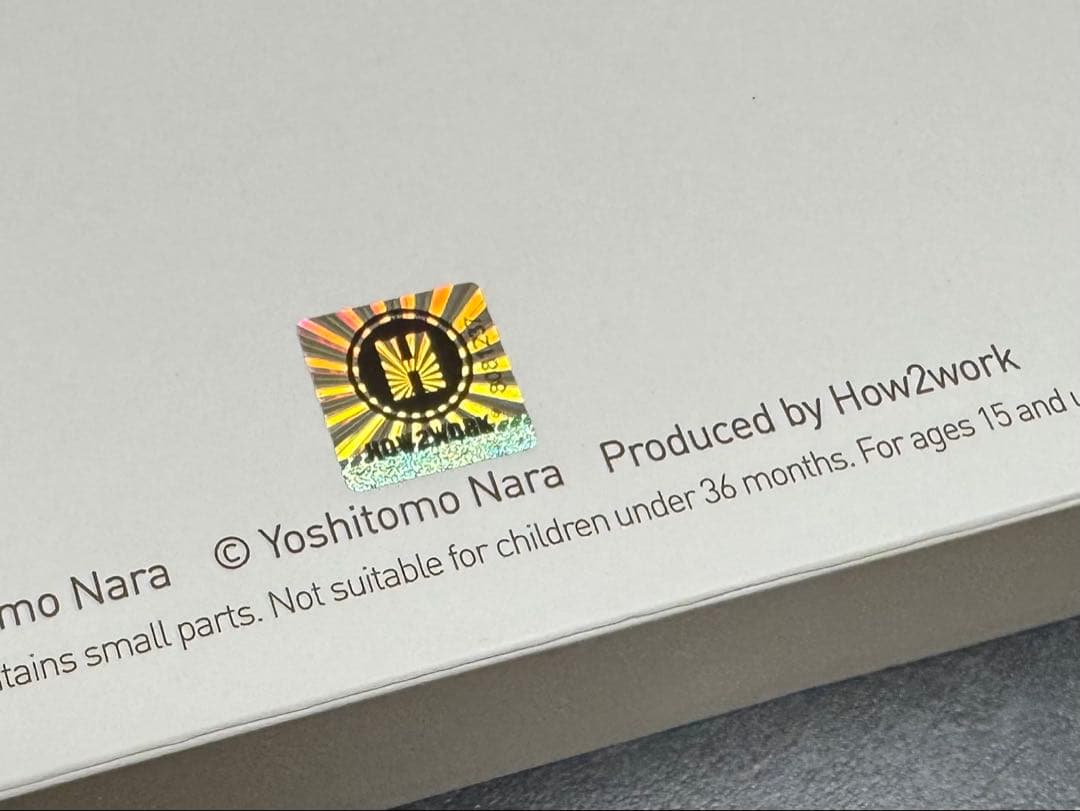 H
HOW2WORK
mo Nara © Yoshitomo Nara Produced by How2work
tains small parts. Not suitable for children under 36 months. For ages 15 and u